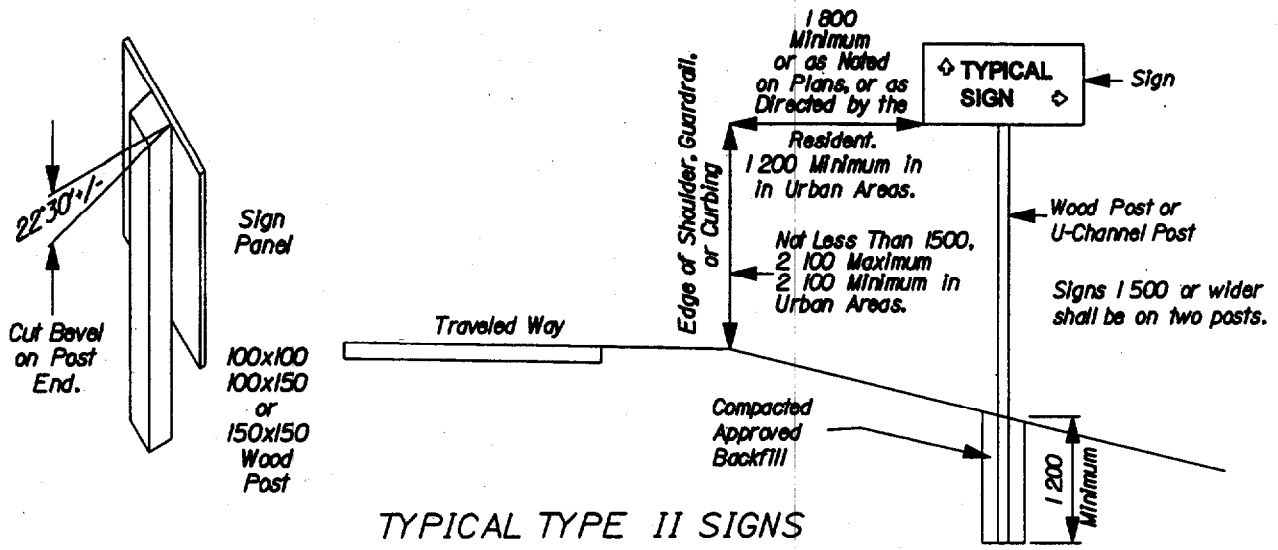 22°30'+/-
Cut Bevel
on Post
End.
Sign
Panel
100x100
100x150
or
150x150
Wood
Post
Traveled Way
Edge of Shoulder, Guardrail,
or Curbing
1 800
Minimum
or as Noted
on Plans, or as
Directed by the
Resident.
1 200 Minimum in
in Urban Areas.
Not Less Than 1500,
2 100 Maximum
2 100 Minimum in
Urban Areas.
TYPICAL
SIGN
Sign
Wood Post or
U-Channel Post
Signs 1 500 or wider
shall be on two posts.
Compacted
Approved
Backfill
1 200
Minimum
TYPICAL TYPE II SIGNS